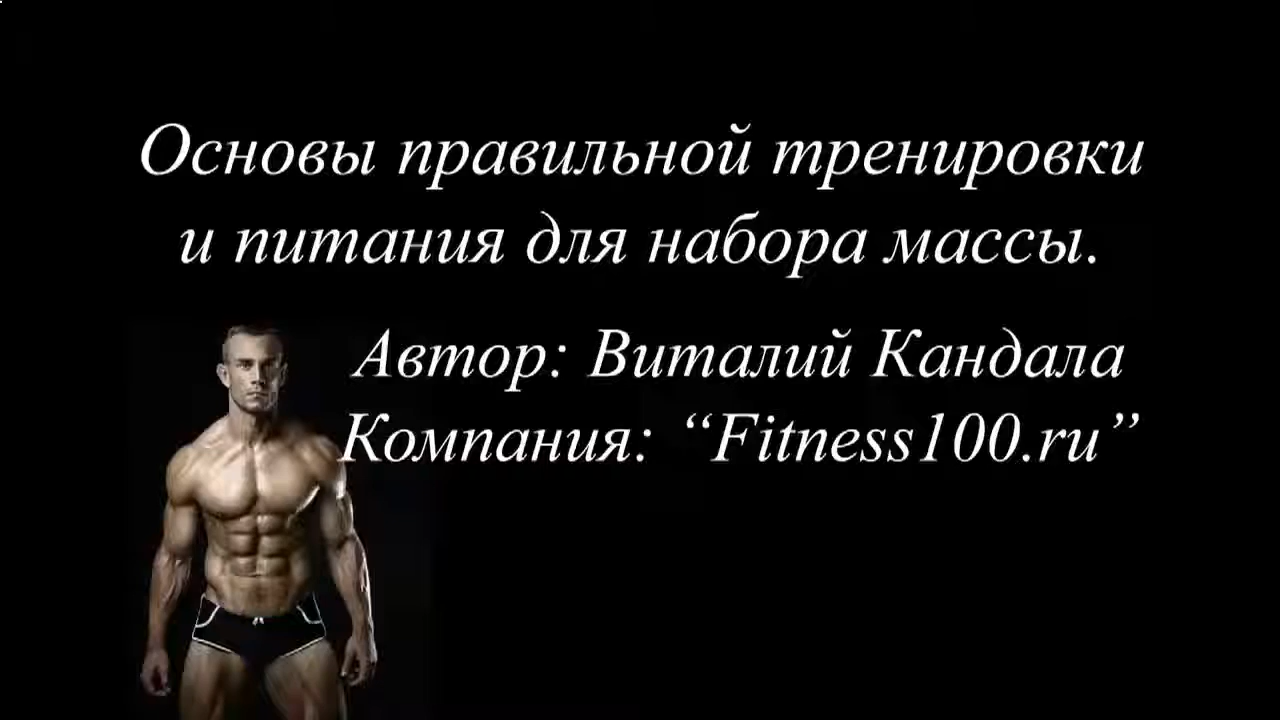 Основы правильной тренировки
и питания для набора массы.
Автор: Виталий Кандала
Компания: “Fitness100.ru”